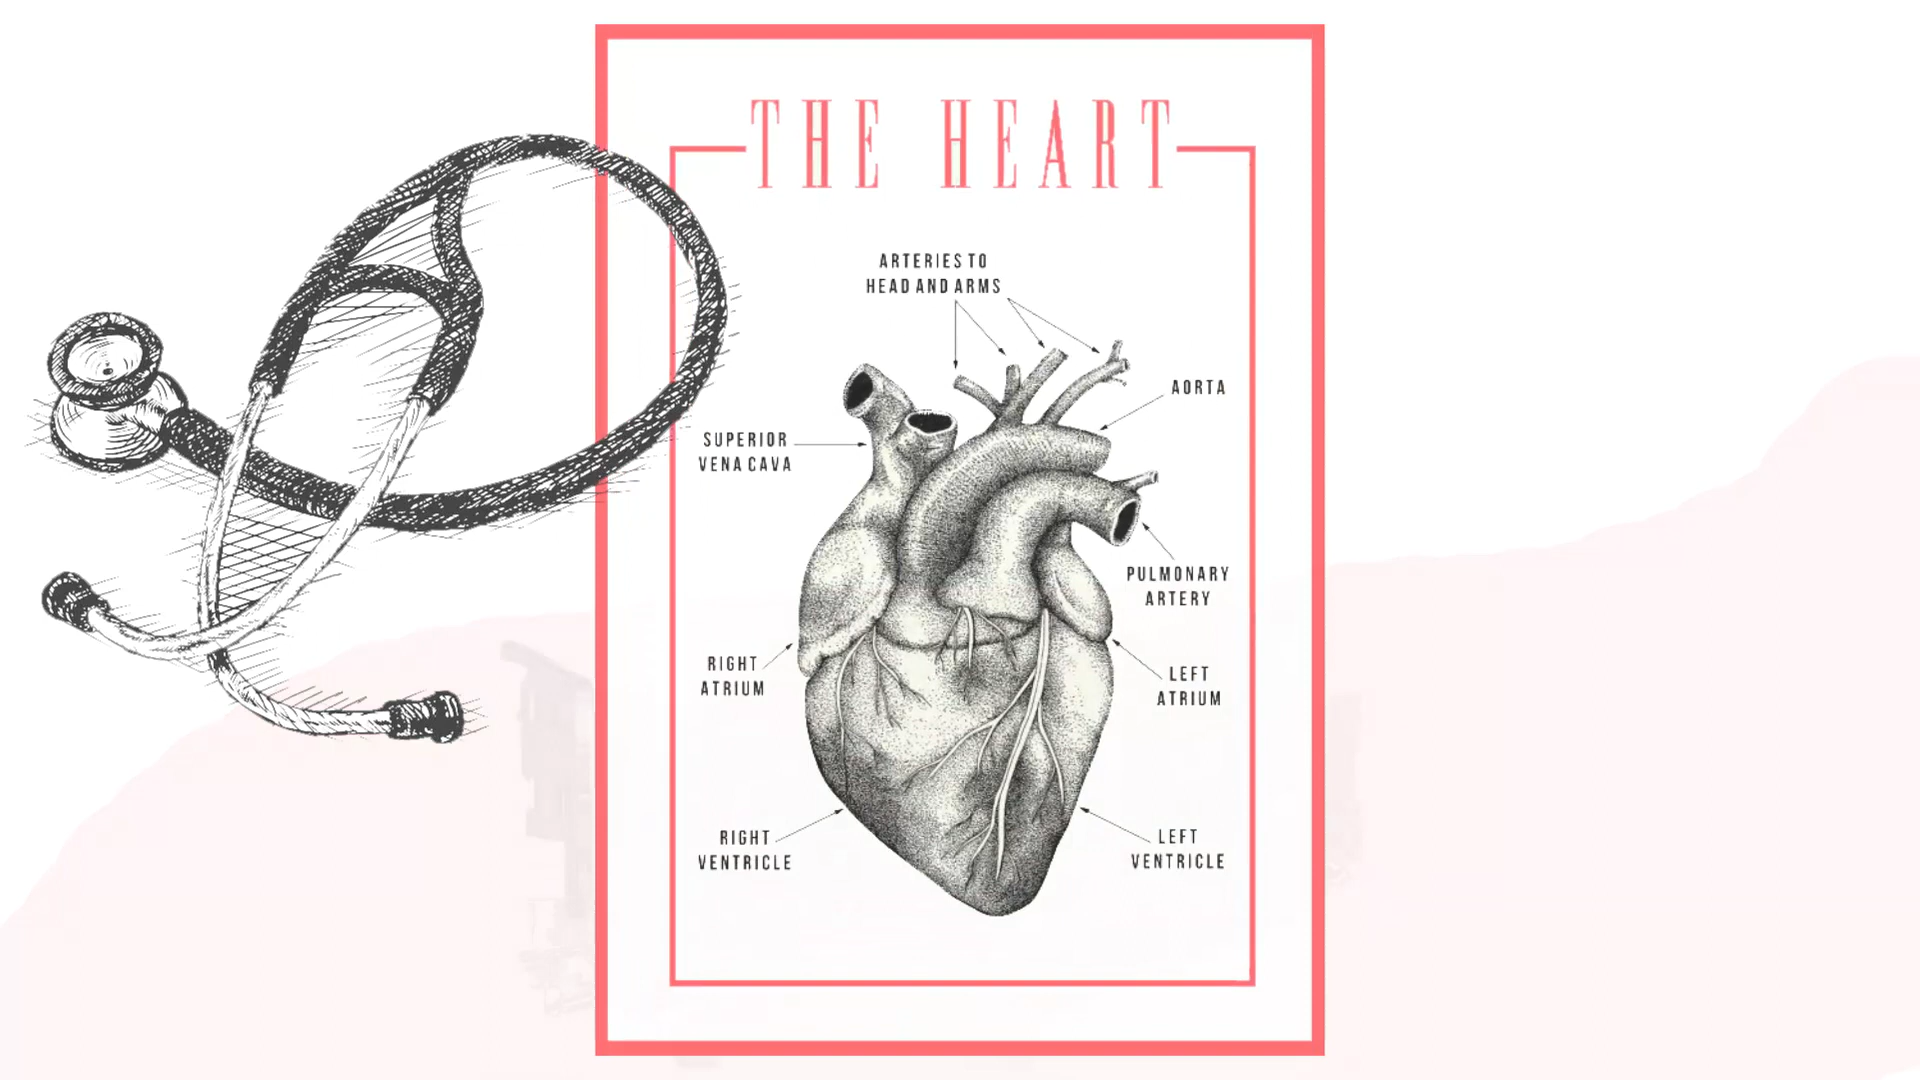 THE HEART
ARTERIES TO
HEAD AND ARMS
AORTA
SUPERIOR
VENA CAVA
PULMONARY
ARTERY
RIGHT
ATRIUM
LEFT
ATRIUM
RIGHT
VENTRICLE
LEFT
VENTRICLE